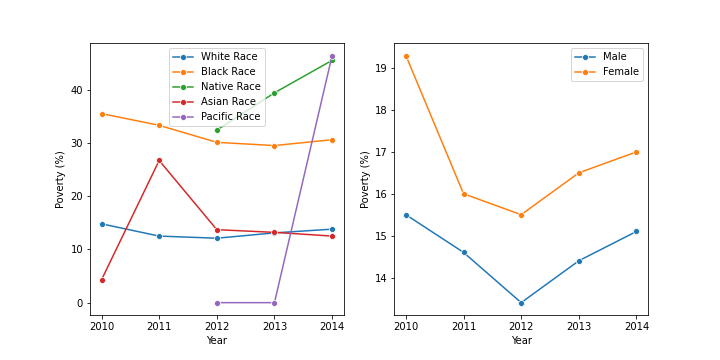 White Race
Black Race
Native Race
Asian Race
Pacific Race
Poverty (%)
40
30
20
10
0
2010 2011 2012 2013 2014
Year
Male
Female
Poverty (%)
19
18
17
16
15
14
2010 2011 2012 2013 2014
Year